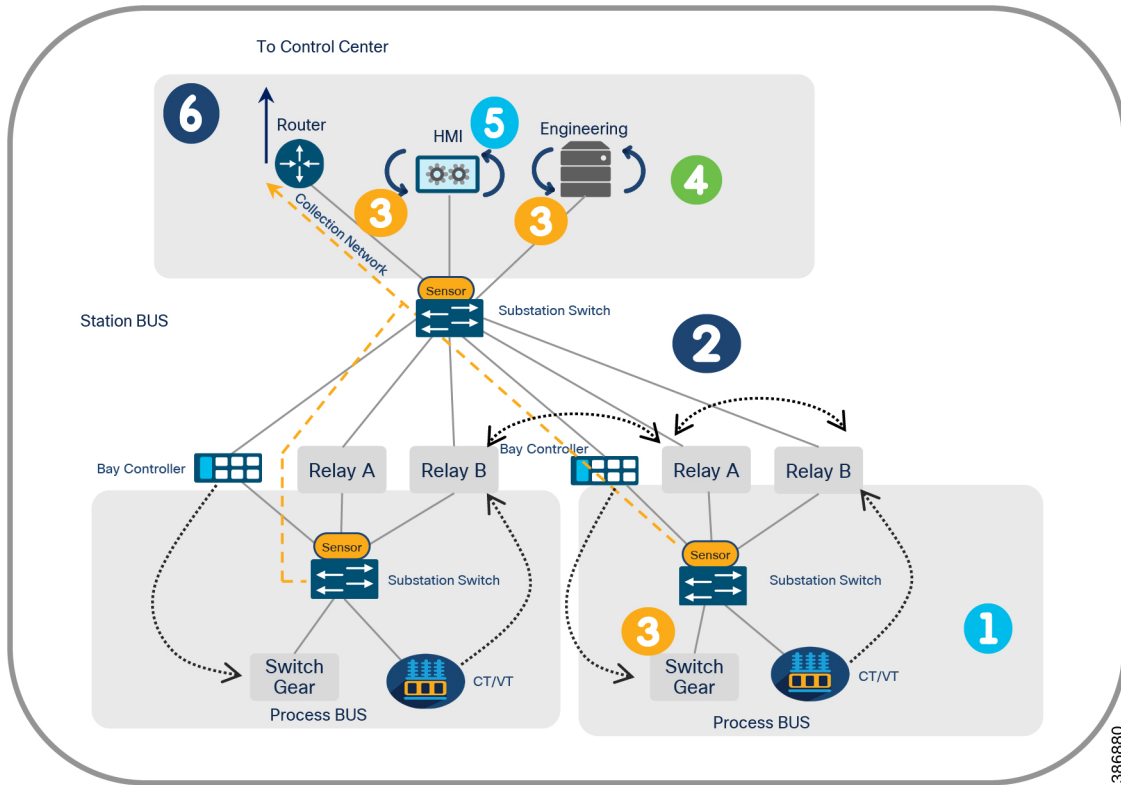 To Control Center
6
Router
HMI
5
Engineering
3
3
4
Collection Network
Sensor
Substation Switch
Station BUS
2
Bay Controller
Relay A
Relay B
Bay Controller
Relay A
Relay B
Sensor
Substation Switch
Sensor
Substation Switch
3
1
Switch
Gear
CT/VT
Process BUS
Switch
Gear
CT/VT
Process BUS
386880